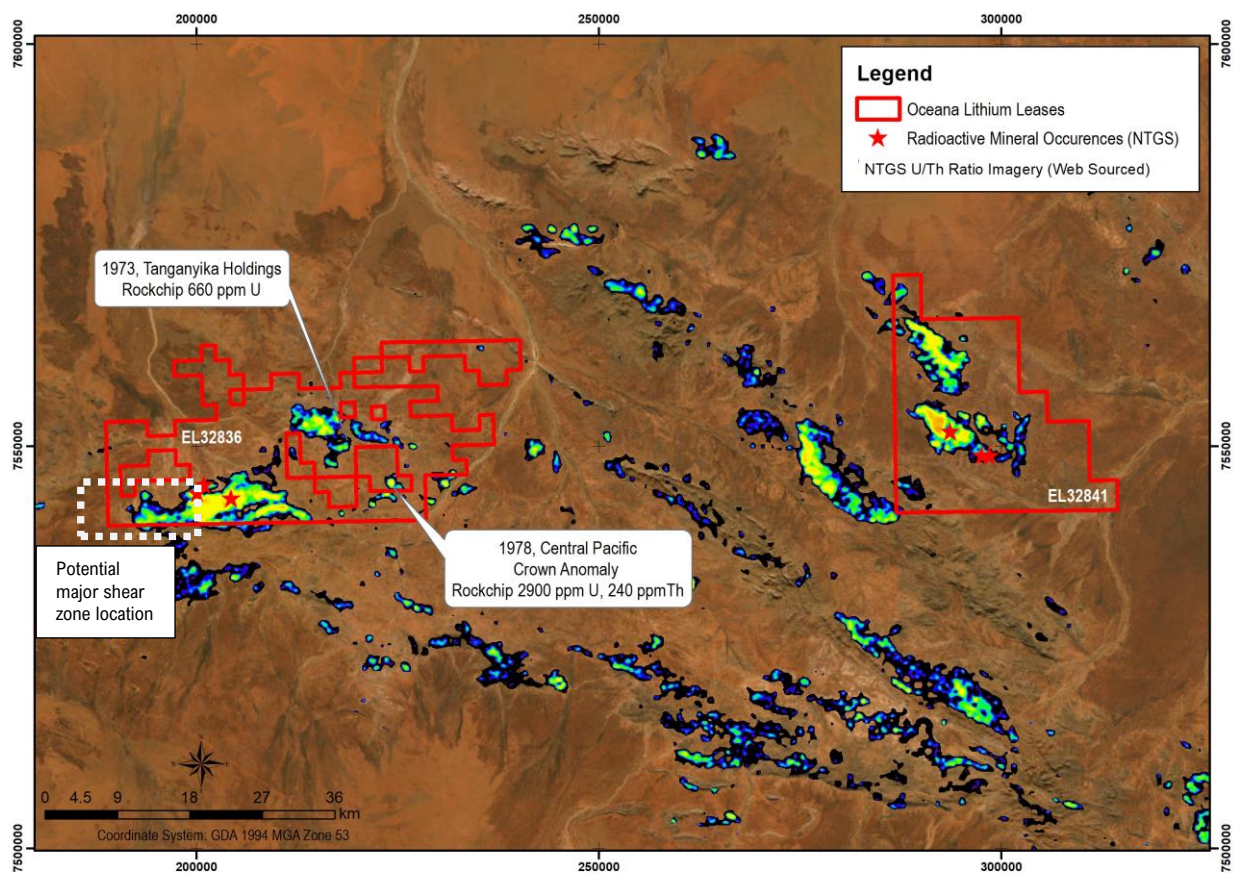 200000
250000
300000
7600000
7600000
Legend
Oceana Lithium Leases
Radioactive Mineral Occurences (NTGS)
NTGS U/Th Ratio Imagery (Web Sourced)
1973, Tanganyika Holdings
Rockchip 660 ppm U
EL32836
7550000
7550000
EL32841
Potential
major shear
zone location
1978, Central Pacific
Crown Anomaly
Rockchip 2900 ppm U, 240 ppmTh
N
E
S
W
0 4.5 9 18 27 36
km
Coordinate System: GDA 1994 MGA Zone 53
7500000
7500000
200000
250000
300000